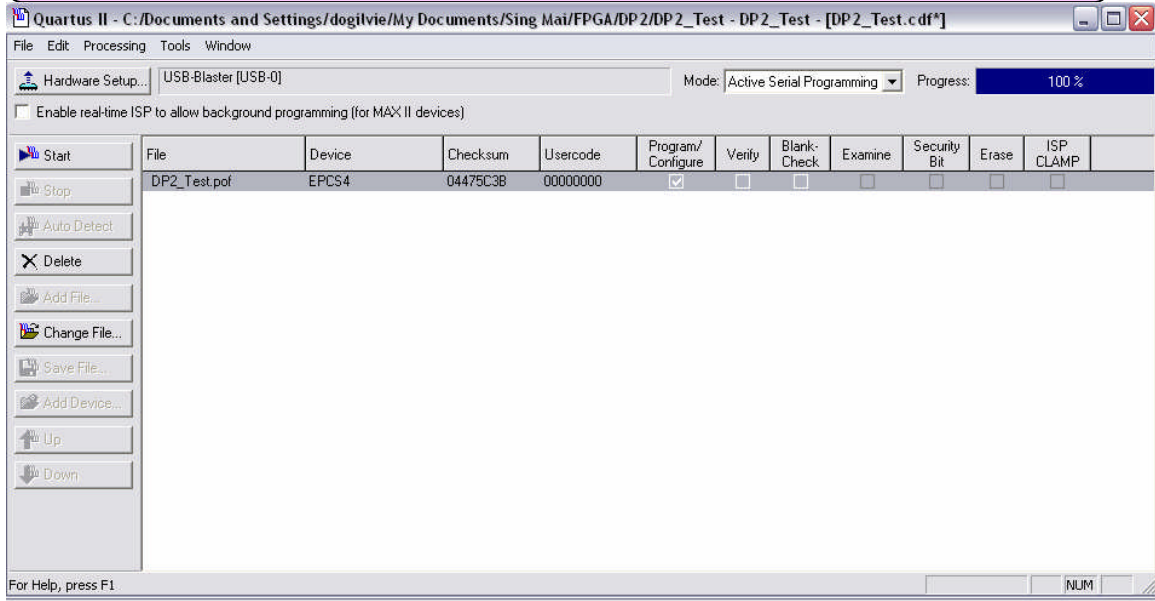 Quartus II - C:/Documents and Settings/dogilvie/My Documents/Sing Mai/FPGA/DP2/DP2_Test - DP2_Test - [DP2_Test.cdf*]
File Edit Processing Tools Window
Hardware Setup... USB-Blaster [USB-0] Mode: Active Serial Programming Progress: 100 %
Enable real-time ISP to allow background programming (for MAX II devices)
Start
Stop
Auto Detect
Delete
Add File...
Change File...
Save File...
Add Device...
Up
Down
File Device Checksum Usercode Program/ Configure Verify Blank- Check Examine Security Bit Erase ISP CLAMP
DP2_Test.pof EPCS4 04475C3B 00000000
For Help, press F1 NUM